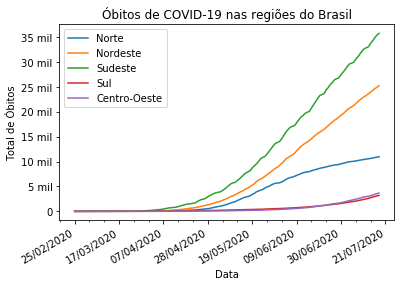 Óbitos de COVID-19 nas regiões do Brasil
Total de Óbitos
35 mil
30 mil
25 mil
20 mil
15 mil
10 mil
5 mil
0
Norte
Nordeste
Sudeste
Sul
Centro-Oeste
25/02/2020
17/03/2020
07/04/2020
28/04/2020
19/05/2020
09/06/2020
30/06/2020
21/07/2020
Data